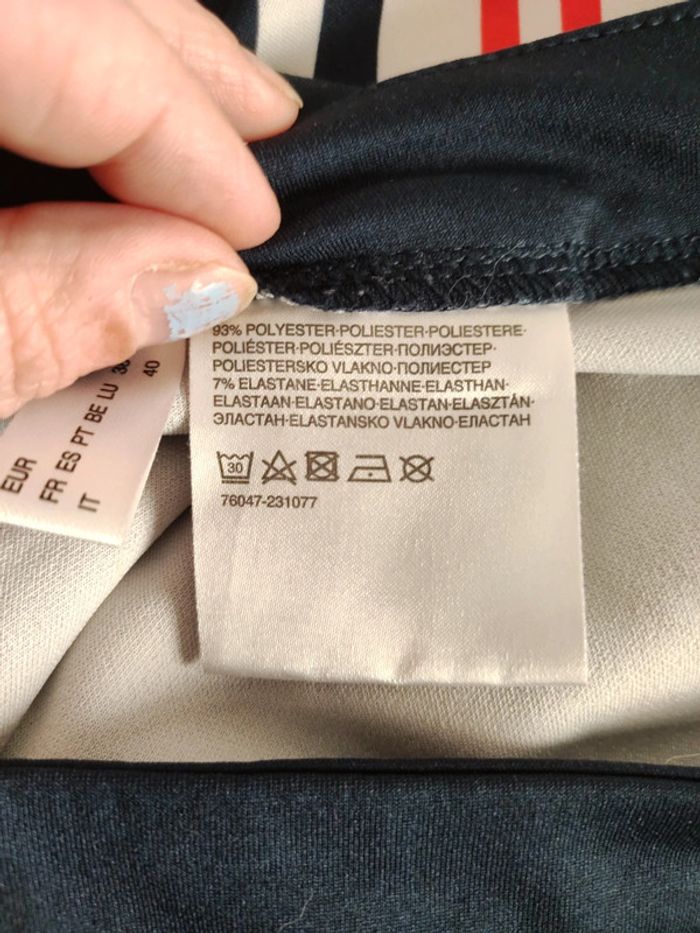 93% POLYESTER·POLIESTER·POLIESTERE·
POLIÉSTER·POLIÉSZTER·ПОЛИЭСТЕР·
POLIESTERSKO VLAKNO·ПОЛИЕСТЕР
7% ELASTANE·ELASTHANNE·ELASTHAN·
ELASTAAN·ELASTANO·ELASTAN·ELASZTÁN·
ЭЛАСТАН·ELASTANSKO VLAKNO·ЕЛАСТАН
30
76047-231077
EUR
FR ES PT BE LU
IT 40